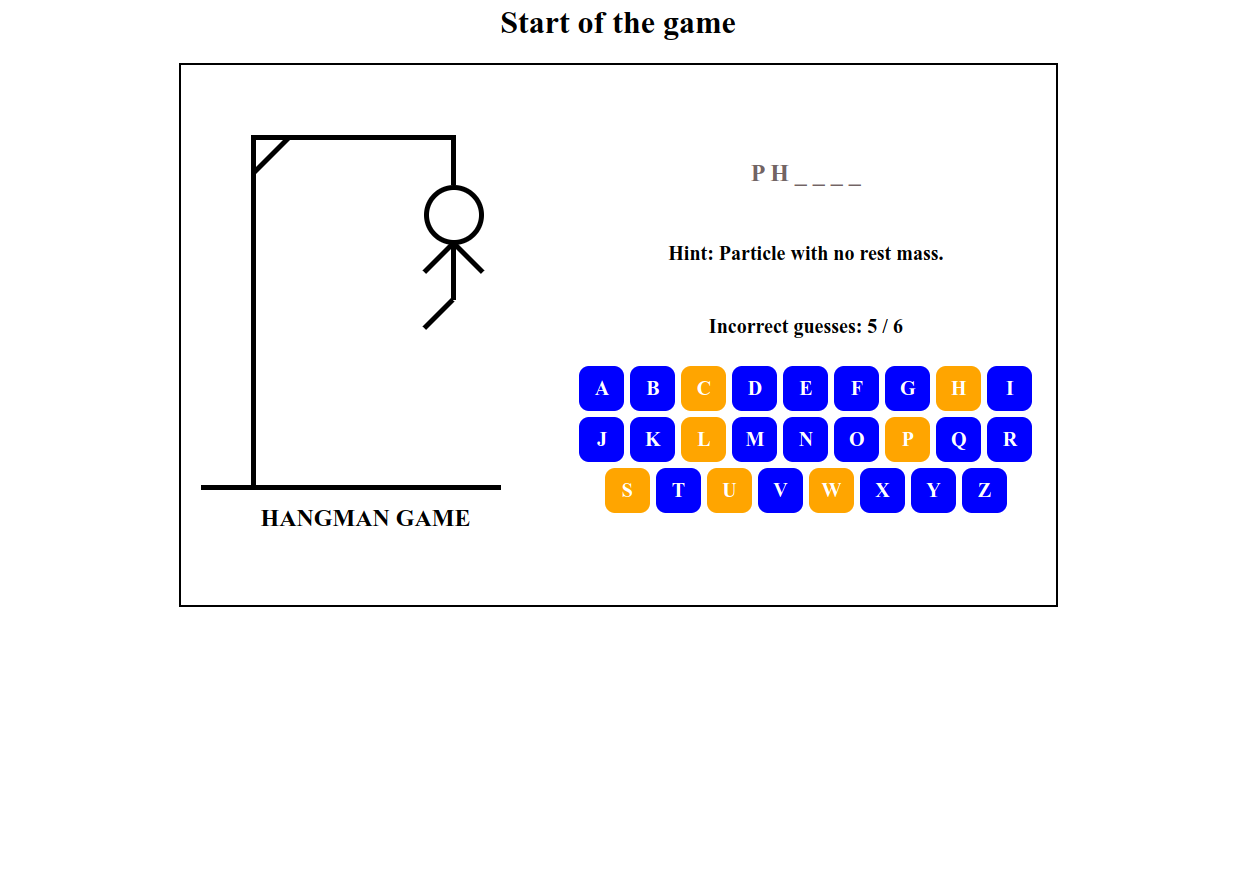 Start of the game
P H _ _ _ _
Hint: Particle with no rest mass.
Incorrect guesses: 5 / 6
A B C D E F G H I
J K L M N O P Q R
S T U V W X Y Z
HANGMAN GAME